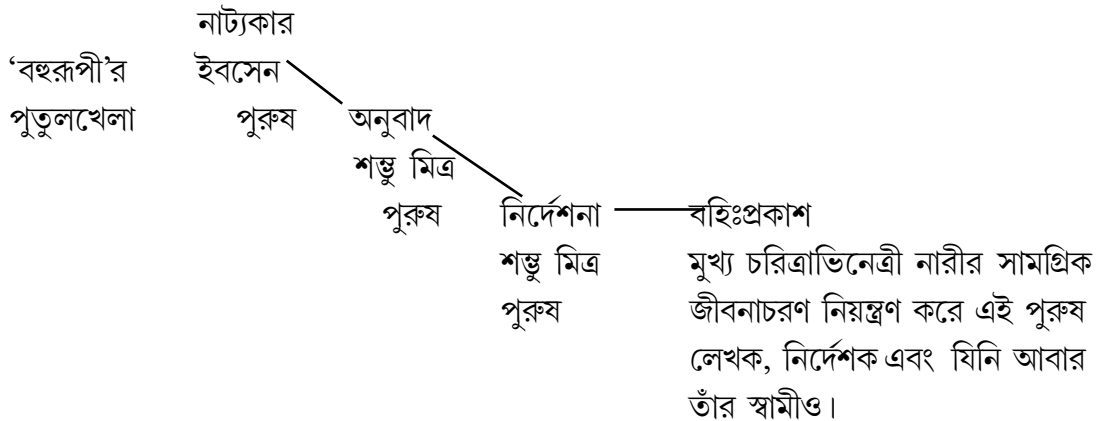 নাট্যকার
‘বহুরূপী’র ইবসেন
পুতুলখেলা পুরুষ অনুবাদ
শম্ভু মিত্র
পুরুষ নির্দেশনা বহিঃপ্রকাশ
শম্ভু মিত্র মুখ্য চরিত্রাভিনেত্রী নারীর সামগ্রিক
পুরুষ জীবনাচরণ নিয়ন্ত্রণ করে এই পুরুষ
লেখক, নির্দেশক এবং যিনি আবার
তাঁর স্বামীও।